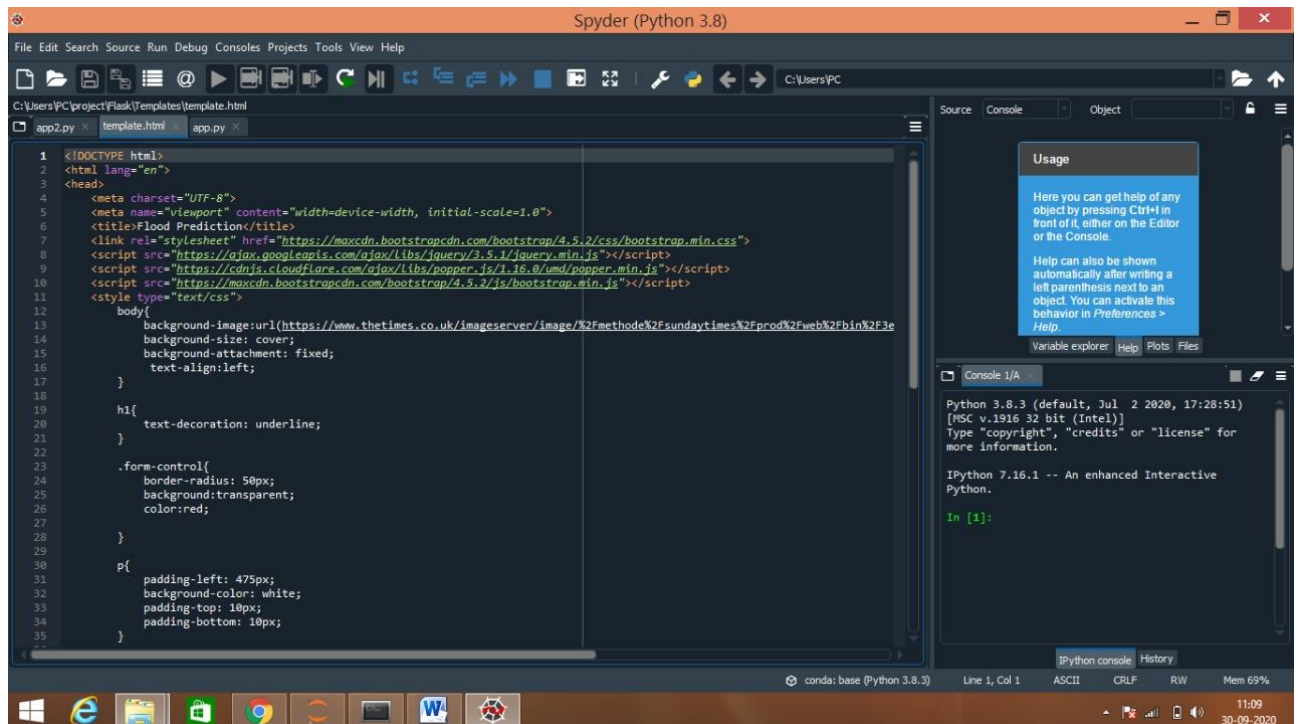 Spyder (Python 3.8)
File Edit Search Source Run Debug Consoles Projects Tools View Help
C:\Users\PC
C:\Users\PC\project\Flask\Templates\template.html
app2.py
template.html
app.py
1 <!DOCTYPE html>
2 <html lang="en">
3 <head>
4 <meta charset="UTF-8">
5 <meta name="viewport" content="width=device-width, initial-scale=1.0">
6 <title>Flood Prediction</title>
7 <link rel="stylesheet" href="https://maxcdn.bootstrapcdn.com/bootstrap/4.5.2/css/bootstrap.min.css">
8 <script src="https://ajax.googleapis.com/ajax/libs/jquery/3.5.1/jquery.min.js"></script>
9 <script src="https://cdnjs.cloudflare.com/ajax/libs/popper.js/1.16.0/umd/popper.min.js"></script>
10 <script src="https://maxcdn.bootstrapcdn.com/bootstrap/4.5.2/js/bootstrap.min.js"></script>
11 <style type="text/css">
12 body{
13 background-image:url(https://www.thetimes.co.uk/imageserver/image/%2Fmethode%2Fsundaytimes%2Fprod%2Fweb%2Fbin%2F3e
14 background-size: cover;
15 background-attachment: fixed;
16 text-align:left;
17 }
18
19 h1{
20 text-decoration: underline;
21 }
22
23 .form-control{
24 border-radius: 50px;
25 background:transparent;
26 color:red;
27
28 }
29
30 p{
31 padding-left: 475px;
32 background-color: white;
33 padding-top: 10px;
34 padding-bottom: 10px;
35 }
Source Console Object
Usage
Here you can get help of any
object by pressing Ctrl+I in
front of it, either on the Editor
or the Console.
Help can also be shown
automatically after writing a
left parenthesis next to an
object. You can activate this
behavior in Preferences >
Help.
Variable explorer Help Plots Files
Console 1/A
Python 3.8.3 (default, Jul 2 2020, 17:28:51)
[MSC v.1916 32 bit (Intel)]
Type "copyright", "credits" or "license" for
more information.
IPython 7.16.1 -- An enhanced Interactive
Python.
In [1]:
IPython console History
conda: base (Python 3.8.3) Line 1, Col 1 ASCII CRLF RW Mem 69%
11:09
30-09-2020